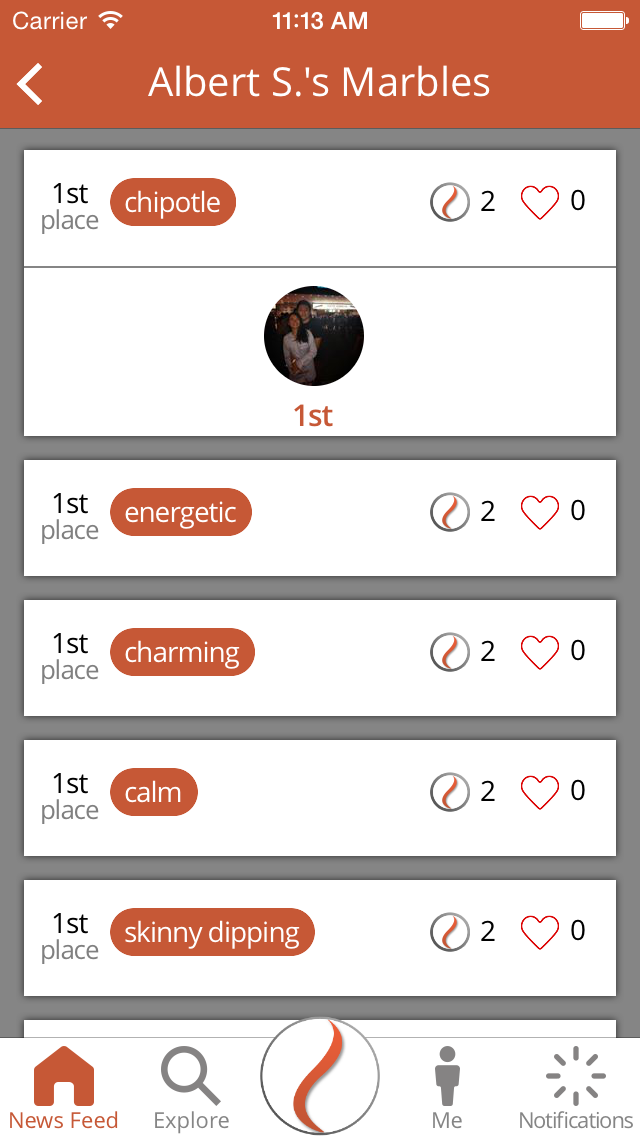 Carrier 11:13 AM
Albert S.'s Marbles
1st place chipotle 2 0
1st
1st place energetic 2 0
1st place charming 2 0
1st place calm 2 0
1st place skinny dipping 2 0
News Feed Explore Me Notifications